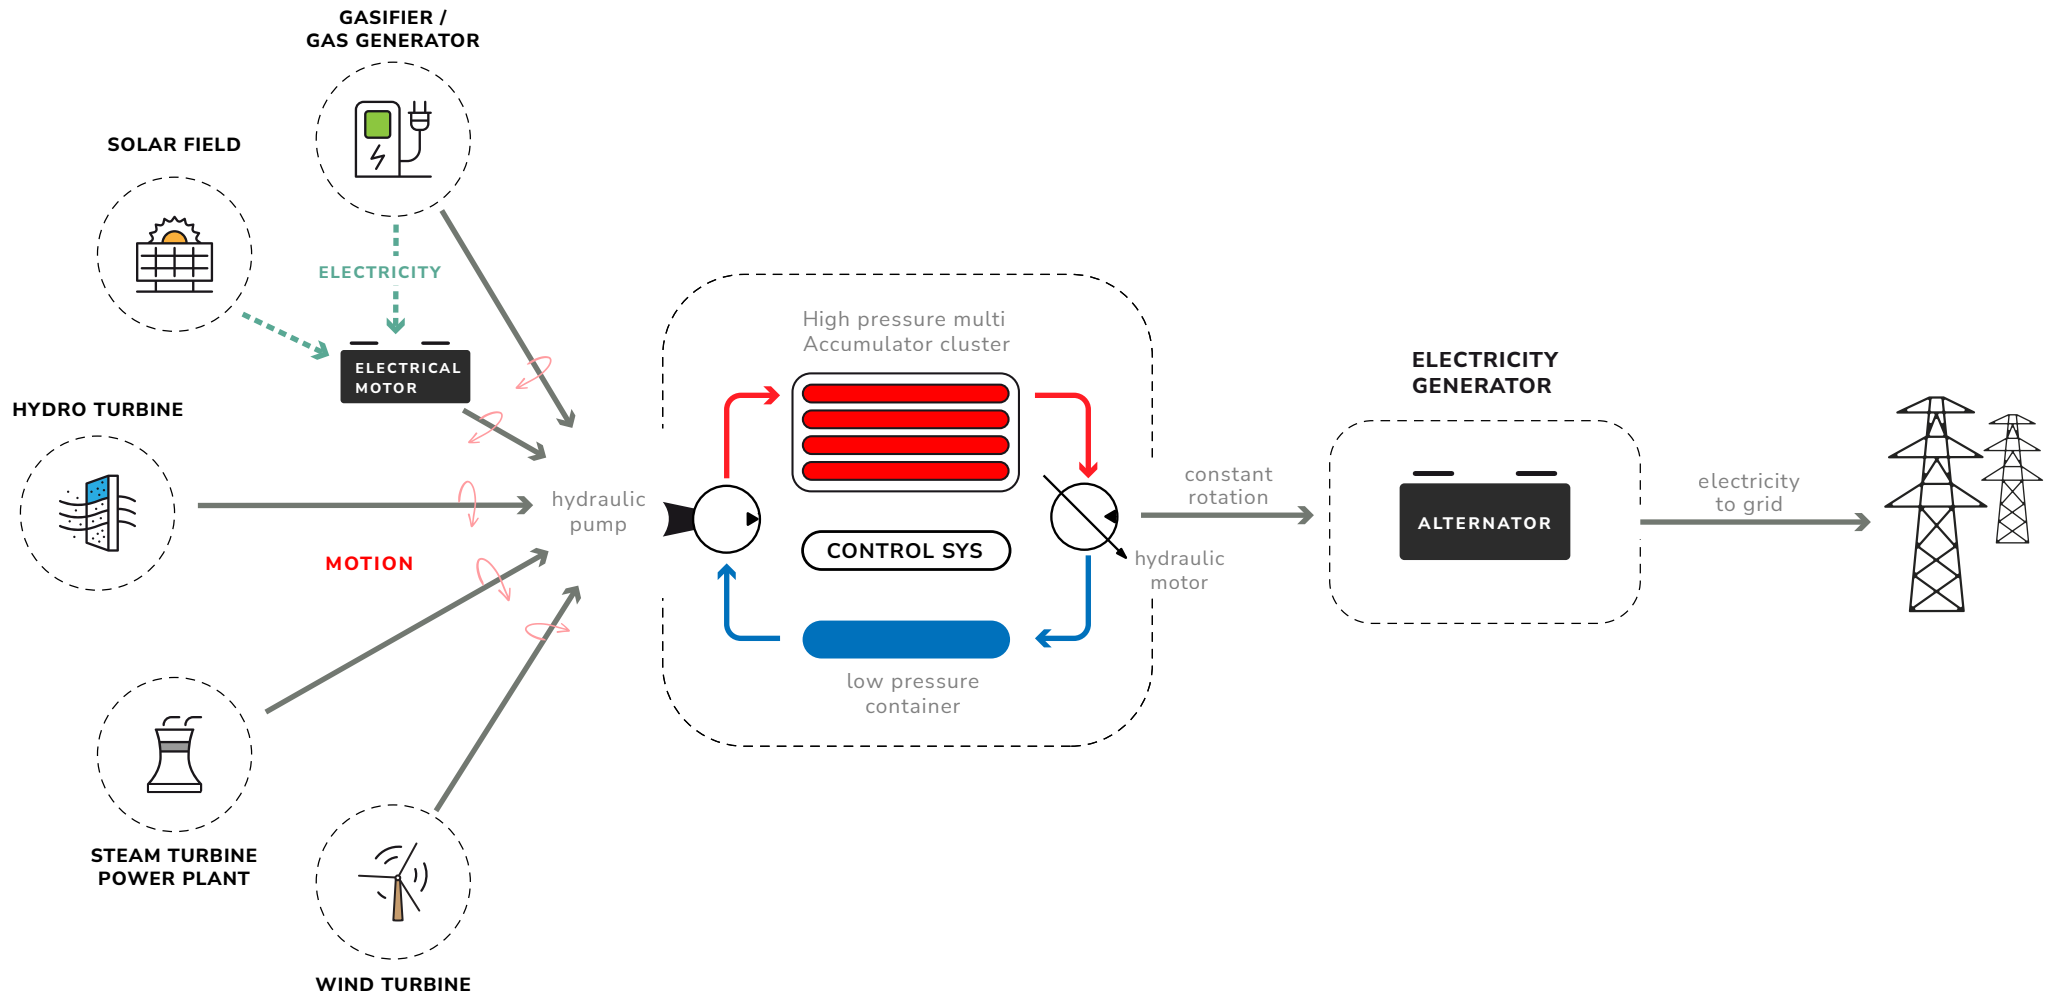 GASIFIER /
GAS GENERATOR
SOLAR FIELD
ELECTRICITY
ELECTRICAL
MOTOR
HYDRO TURBINE
MOTION
STEAM TURBINE
POWER PLANT
WIND TURBINE
hydraulic
pump
High pressure multi
Accumulator cluster
CONTROL SYS
low pressure
container
hydraulic
motor
constant
rotation
ELECTRICITY
GENERATOR
ALTERNATOR
electricity
to grid